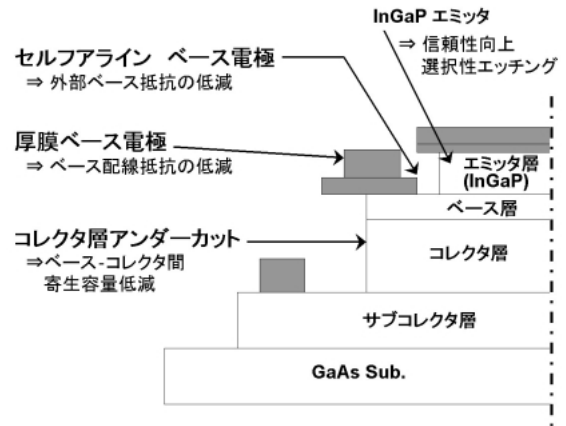 InGaP エミッタ
⇒ 信頼性向上
選択性エッチング
セルフアライン ベース電極
⇒ 外部ベース抵抗の低減
厚膜ベース電極
⇒ ベース配線抵抗の低減
エミッタ層
(InGaP)
ベース層
コレクタ層アンダーカット
⇒ベース-コレクタ間
寄生容量低減
コレクタ層
サブコレクタ層
GaAs Sub.